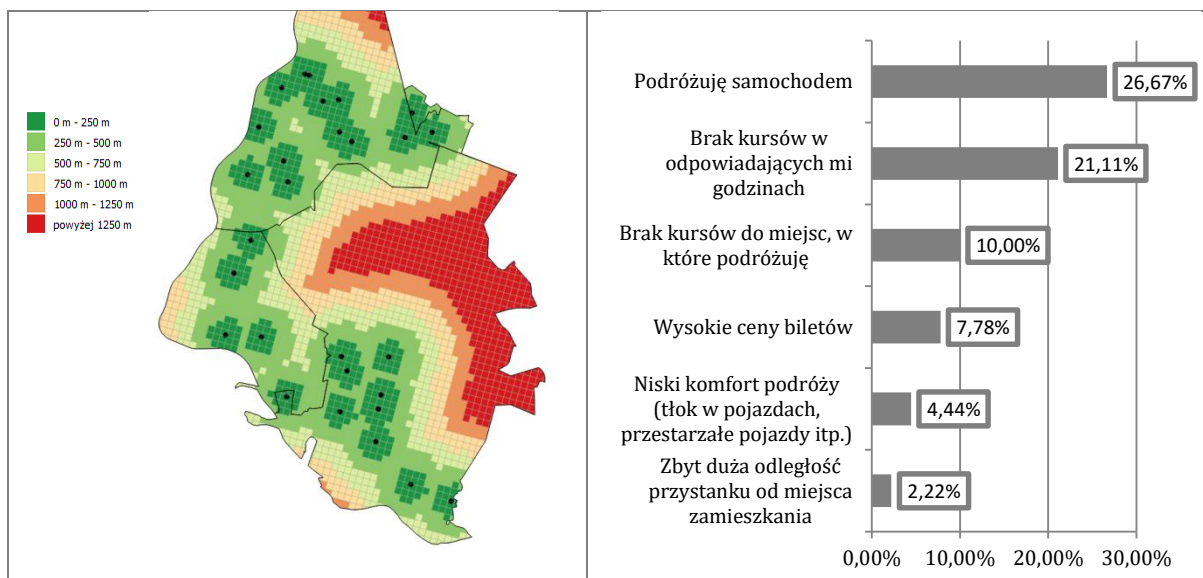 0 m - 250 m
250 m - 500 m
500 m - 750 m
750 m - 1000 m
1000 m - 1250 m
powyżej 1250 m
Podróżuję samochodem
26,67%
Brak kursów w
odpowiadających mi
godzinach
21,11%
Brak kursów do miejsc, w
które podróżuję
10,00%
Wysokie ceny biletów
7,78%
Niski komfort podróży
(tłok w pojazdach,
przestarzałe pojazdy itp.)
4,44%
Zbyt duża odległość
przystanku od miejsca
zamieszkania
2,22%
0,00% 10,00% 20,00% 30,00%